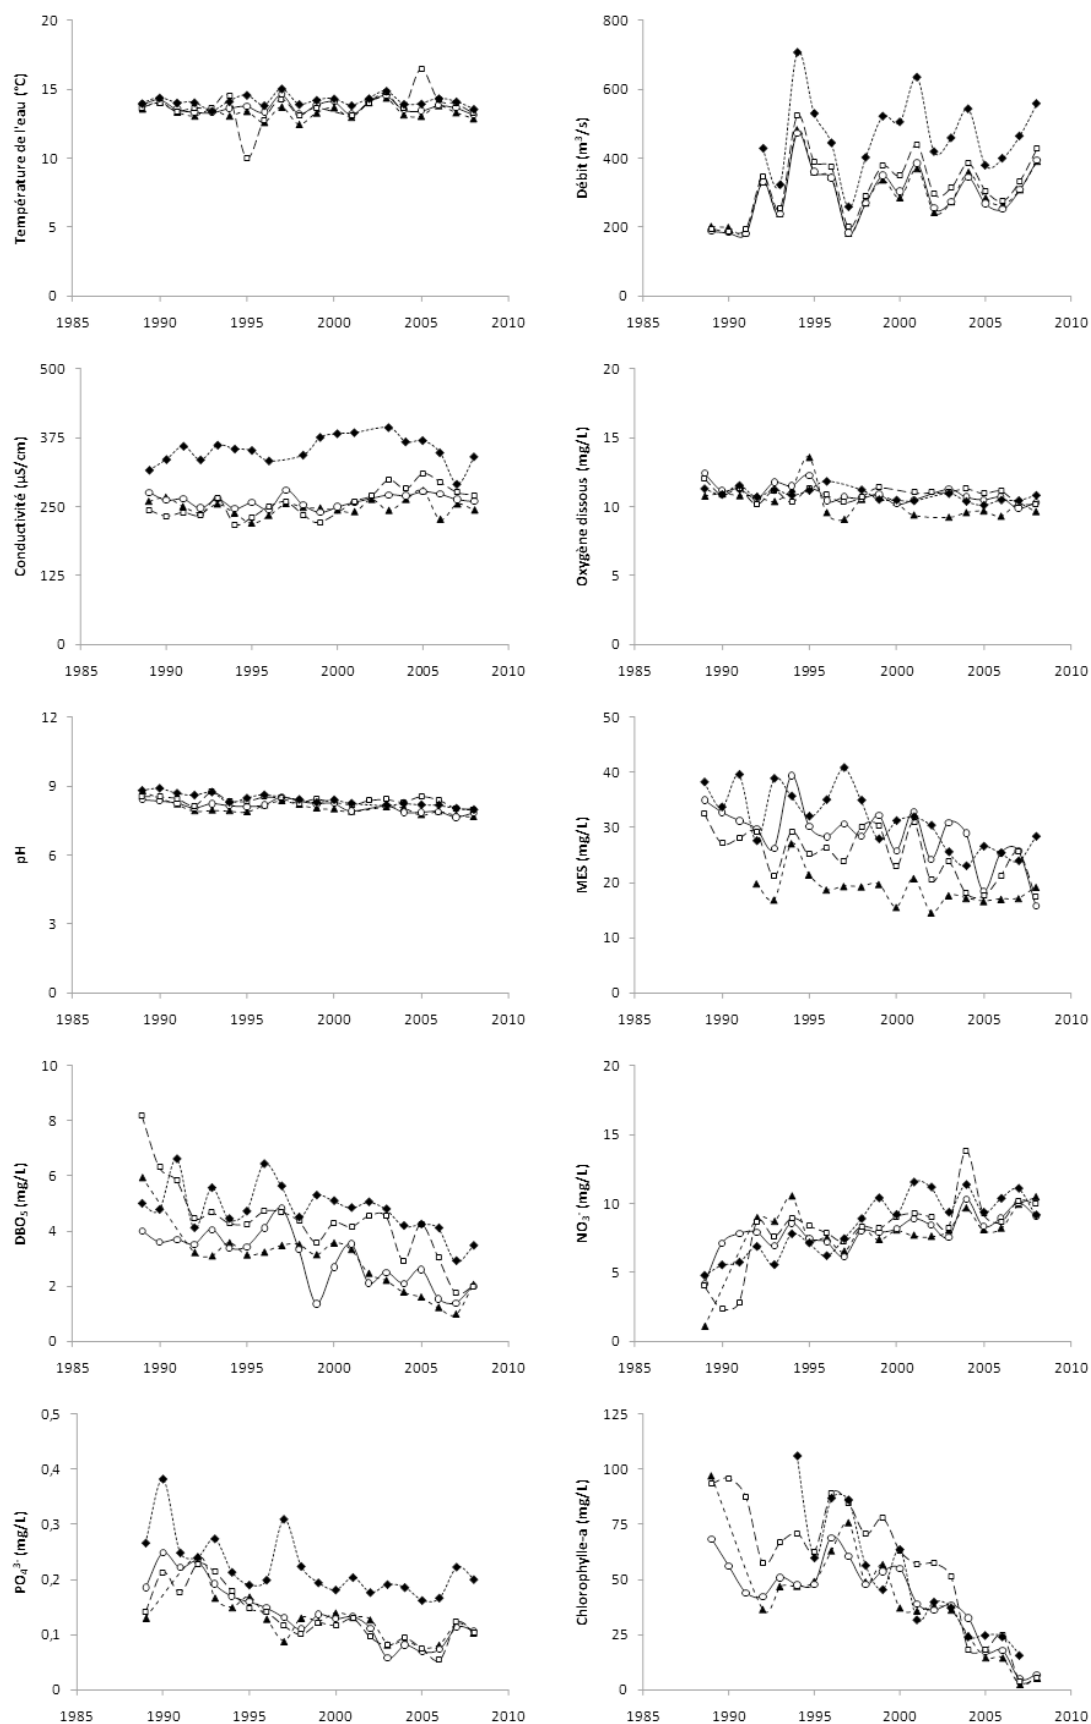 Température de l'eau (°C)
20
15
10
5
0
1985 1990 1995 2000 2005 2010
Débit (m³/s)
800
600
400
200
0
1985 1990 1995 2000 2005 2010
Conductivité (µS/cm)
500
375
250
125
0
1985 1990 1995 2000 2005 2010
Oxygène dissous (mg/L)
20
15
10
5
0
1985 1990 1995 2000 2005 2010
pH
12
9
6
3
0
1985 1990 1995 2000 2005 2010
MES (mg/L)
50
40
30
20
10
0
1985 1990 1995 2000 2005 2010
DBO₅ (mg/L)
10
8
6
4
2
0
1985 1990 1995 2000 2005 2010
NO₃⁻ (mg/L)
20
15
10
5
0
1985 1990 1995 2000 2005 2010
PO₄³⁻ (mg/L)
0,5
0,4
0,3
0,2
0,1
0
1985 1990 1995 2000 2005 2010
Chlorophylle-a (mg/L)
125
100
75
50
25
0
1985 1990 1995 2000 2005 2010